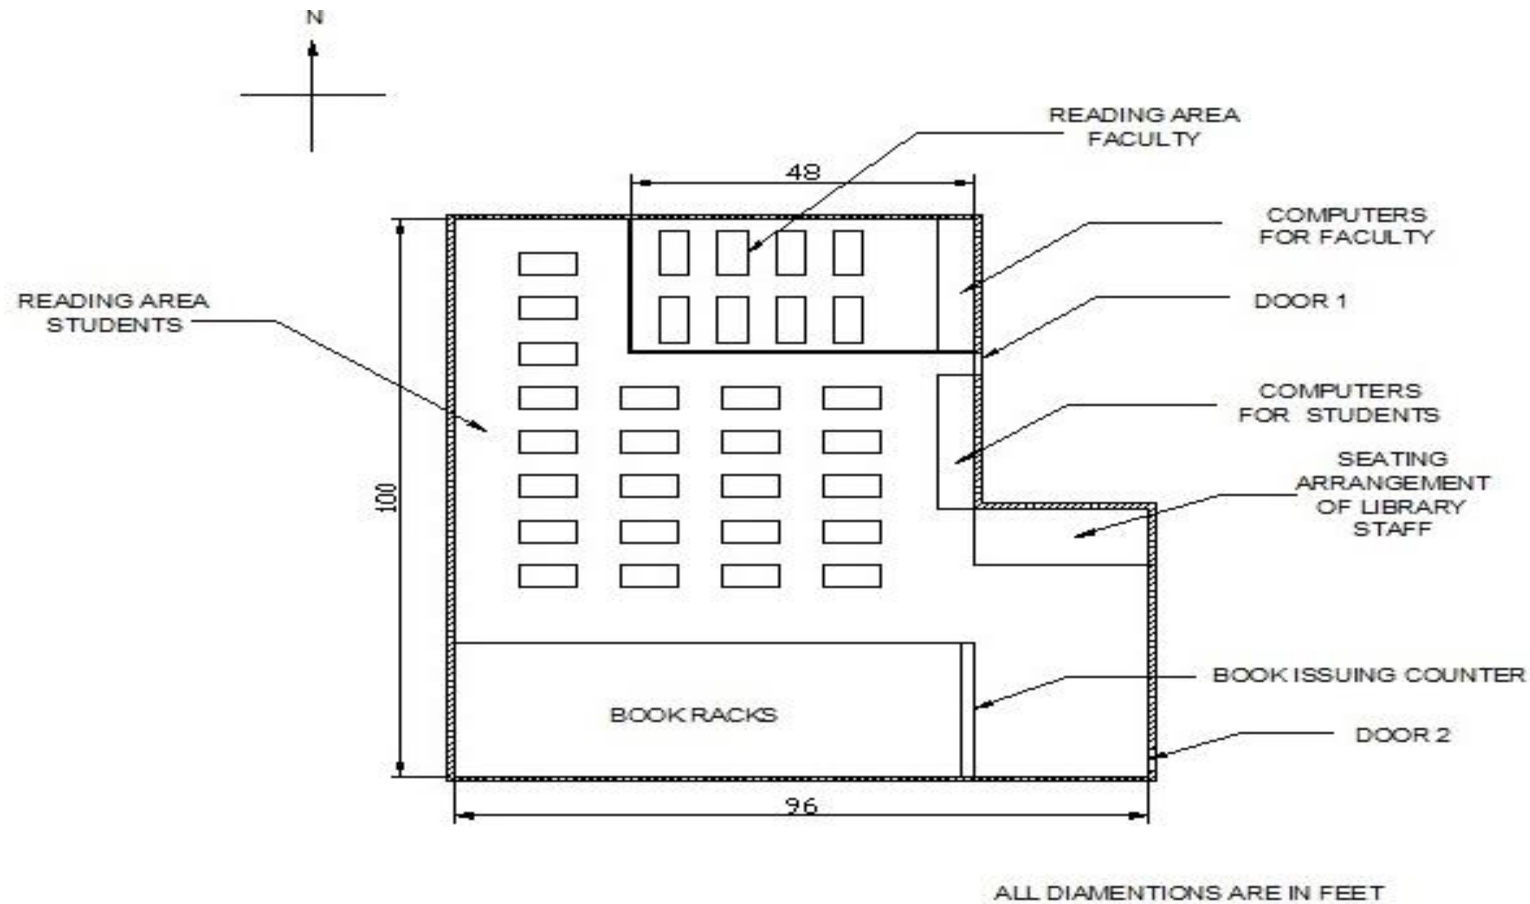 N
READING AREA
FACULTY
48
COMPUTERS
FOR FACULTY
READING AREA
STUDENTS
DOOR 1
COMPUTERS
FOR STUDENTS
SEATING
ARRANGEMENT
OF LIBRARY
STAFF
100
BOOK ISSUING COUNTER
BOOK RACKS
DOOR 2
96
ALL DIAMENTIONS ARE IN FEET